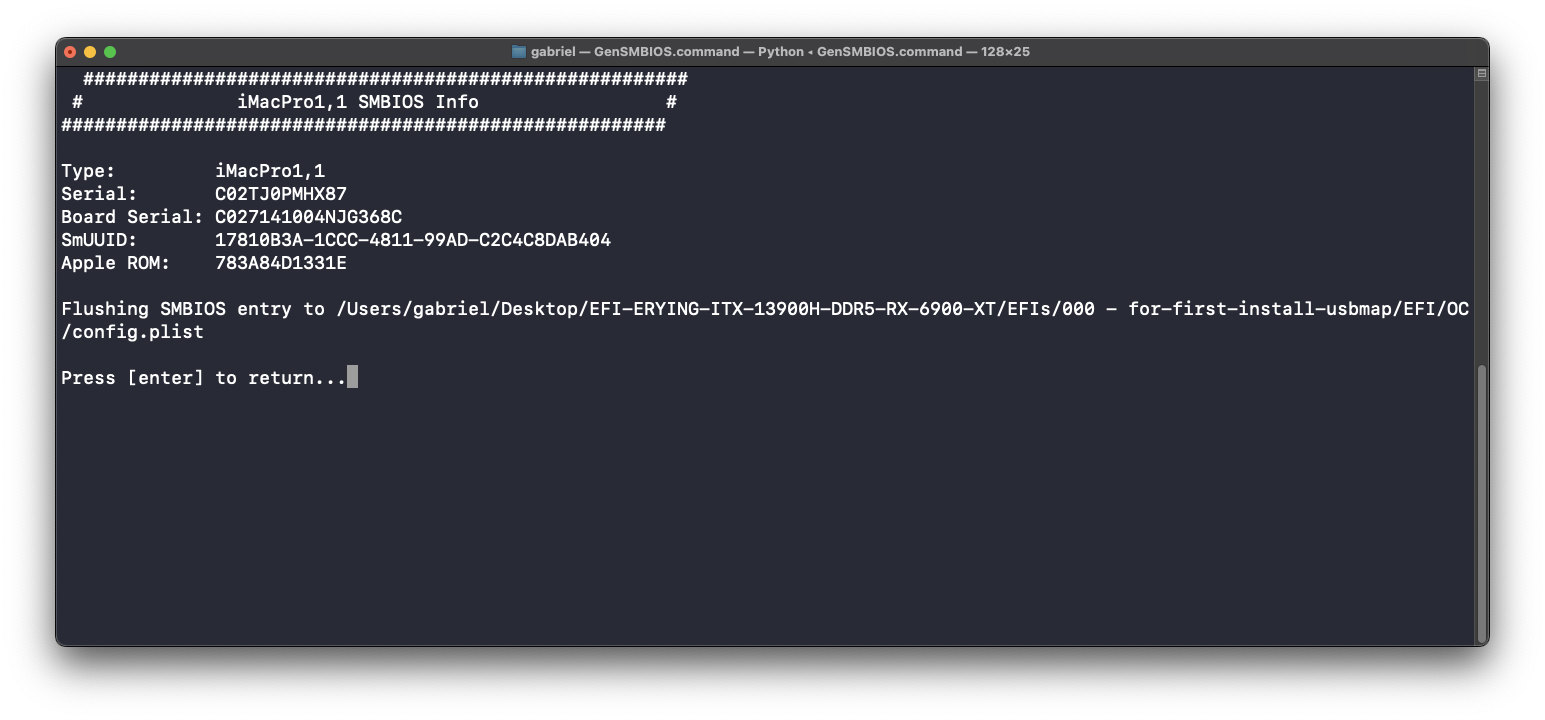 gabriel — GenSMBIOS.command — Python ◂ GenSMBIOS.command — 128×25
#######################################################
# iMacPro1,1 SMBIOS Info #
#######################################################
Type: iMacPro1,1
Serial: C02TJ0PMHX87
Board Serial: C027141004NJG368C
SmUUID: 17810B3A-1CCC-4811-99AD-C2C4C8DAB404
Apple ROM: 783A84D1331E
Flushing SMBIOS entry to /Users/gabriel/Desktop/EFI-ERYING-ITX-13900H-DDR5-RX-6900-XT/EFIs/000 - for-first-install-usbmap/EFI/OC
/config.plist
Press [enter] to return...